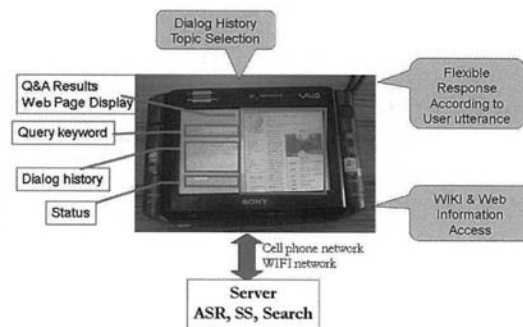 Dialog History
Topic Selection
Q&A Results
Web Page Display
Query keyword
Dialog history
Status
VAIO
SONY
Flexible
Response
According to
User utterance
WIKI & Web
Information
Access
Cell phone network
WIFI network
Server
ASR, SS, Search